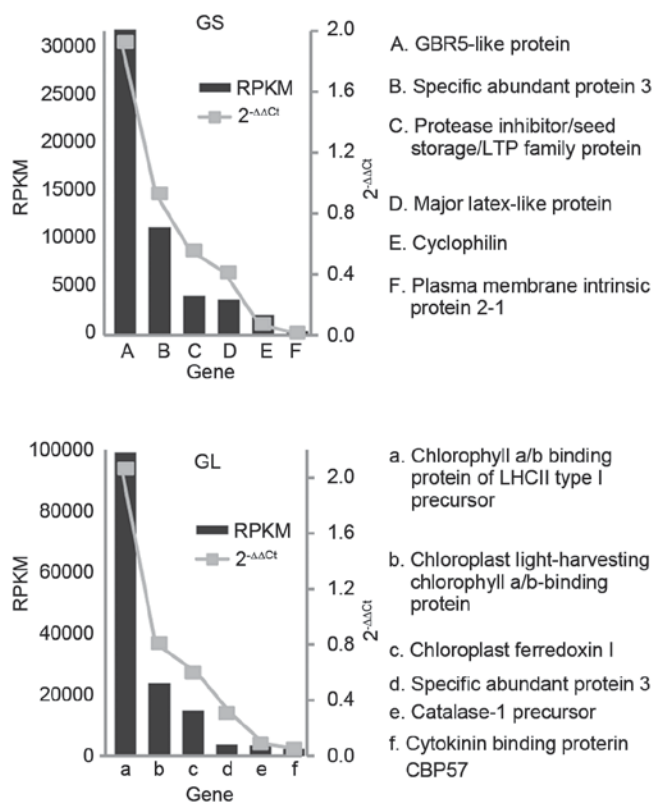 GS
RPKM
2-ΔΔCt
30000
25000
20000
15000
10000
5000
0
RPKM
2.0
1.6
1.2
0.8
0.4
0.0
2-ΔΔCt
A B C D E F
Gene
A. GBR5-like protein
B. Specific abundant protein 3
C. Protease inhibitor/seed
storage/LTP family protein
D. Major latex-like protein
E. Cyclophilin
F. Plasma membrane intrinsic
protein 2-1
GL
RPKM
2-ΔΔCt
100000
80000
60000
40000
20000
0
RPKM
2.0
1.6
1.2
0.8
0.4
0.0
2-ΔΔCt
a b c d e f
Gene
a. Chlorophyll a/b binding
protein of LHCII type I
precursor
b. Chloroplast light-harvesting
chlorophyll a/b-binding
protein
c. Chloroplast ferredoxin I
d. Specific abundant protein 3
e. Catalase-1 precursor
f. Cytokinin binding proterin
CBP57